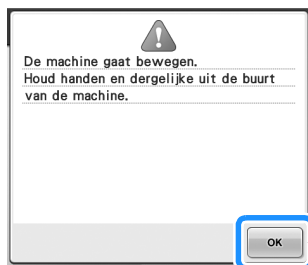 De machine gaat bewegen.
Houd handen en dergelijke uit de buurt
van de machine.
OK